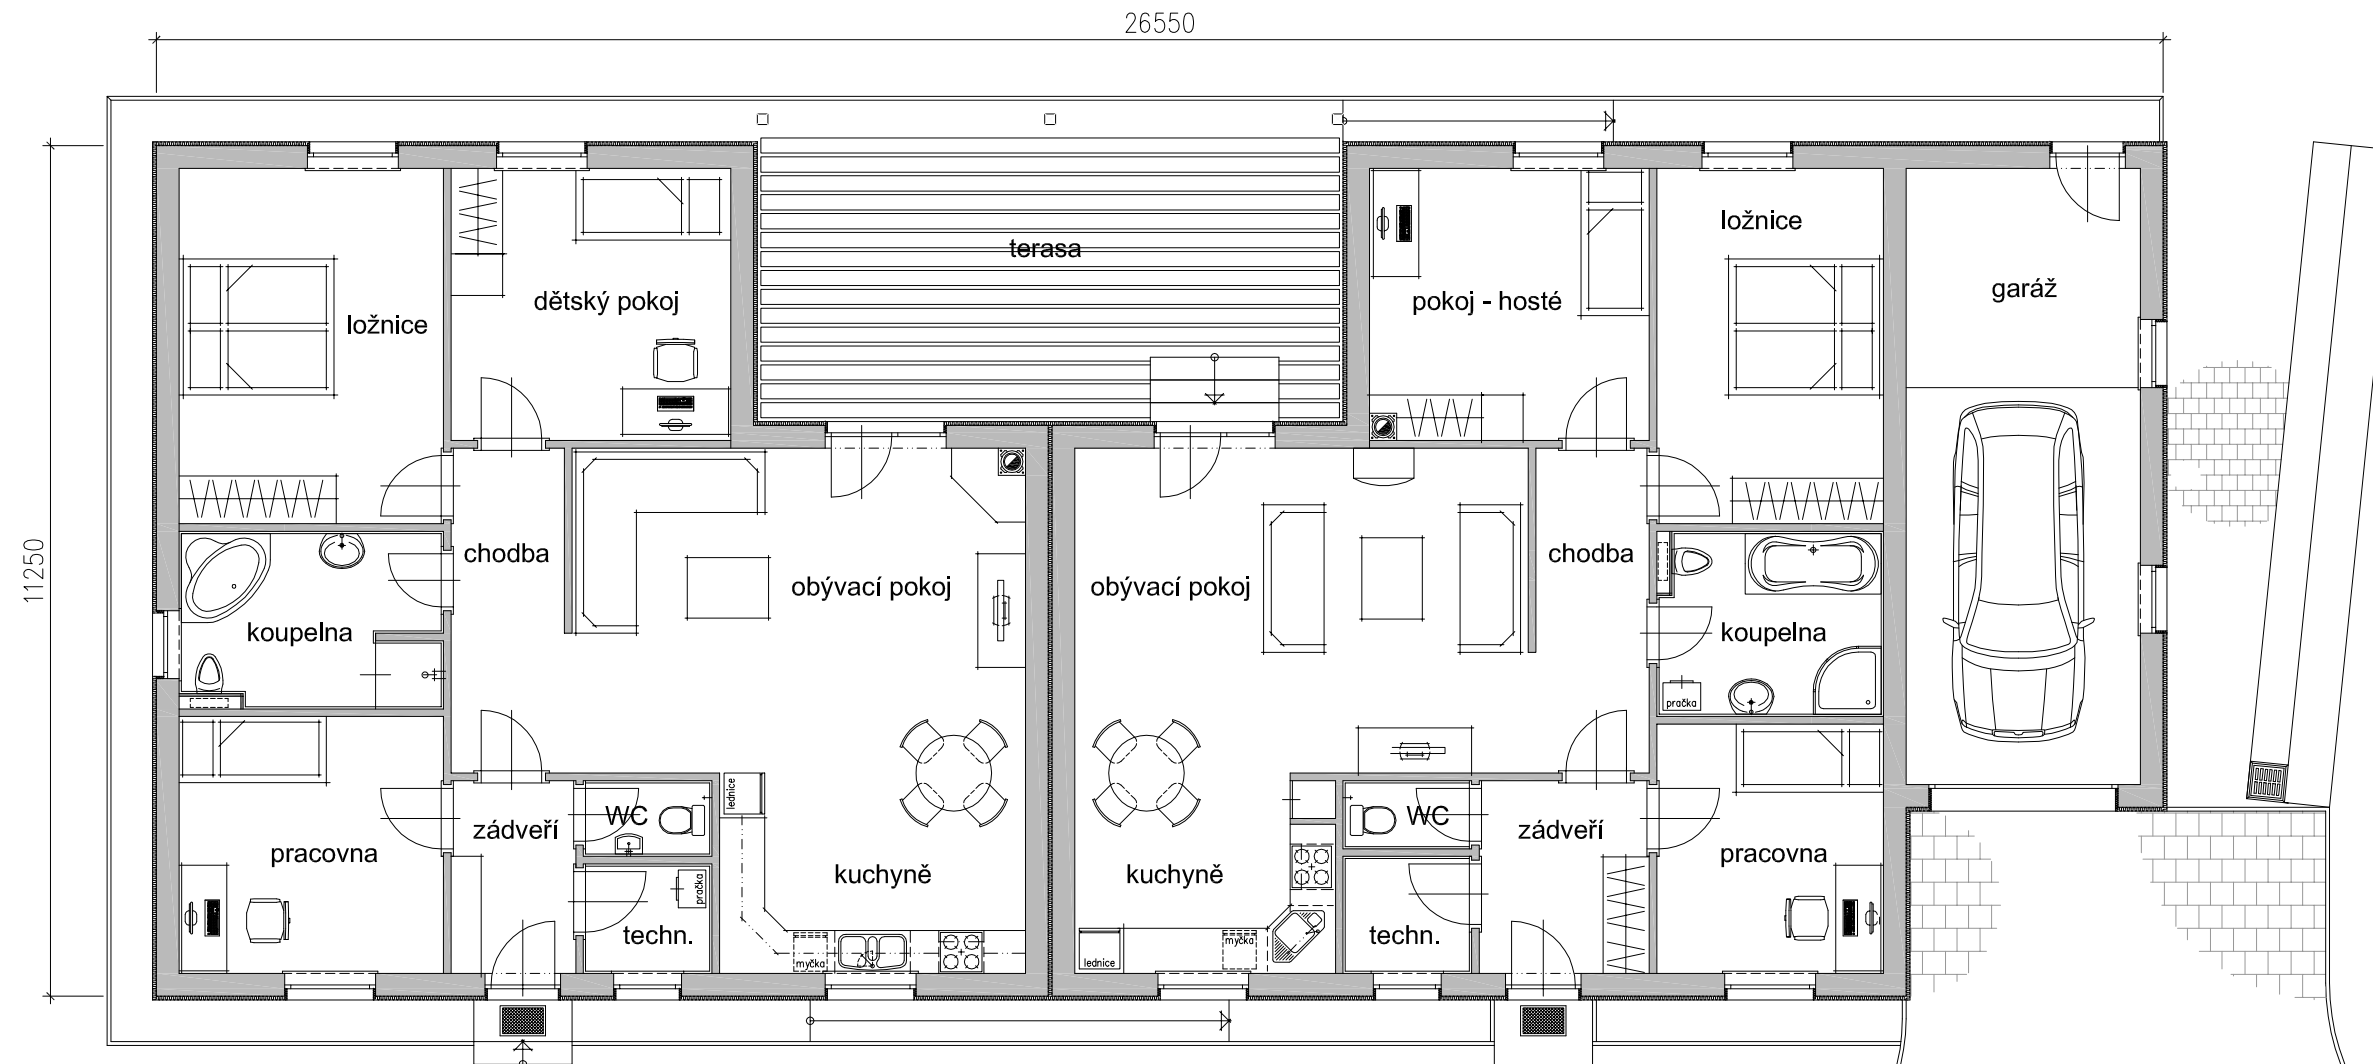 26550
terasa
ložnice
dětský pokoj
pokoj - hosté
ložnice
garáž
11250
chodba
obývací pokoj
obývací pokoj
chodba
koupelna
koupelna
pračka
lednice
WC
WC
zádveří
zádveří
pracovna
pracovna
pračka
kuchyně
kuchyně
techn.
techn.
myčka
myčka
lednice